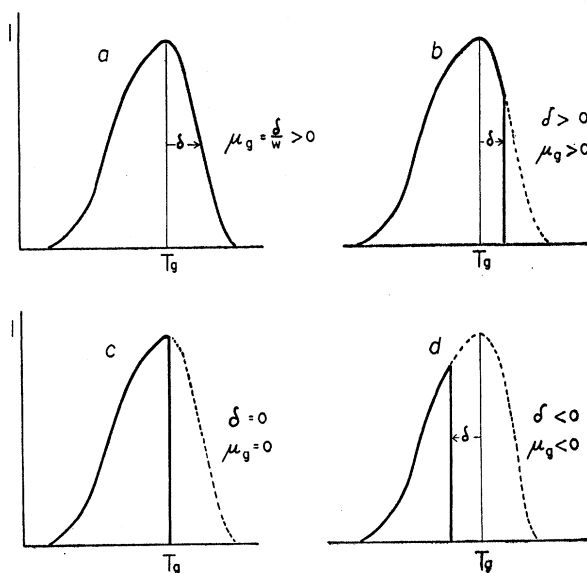 I
a
δ
μg = δ/w > 0
Tg
b
δ
δ > 0
μg > 0
Tg
I
c
δ = 0
μg = 0
Tg
d
δ
δ < 0
μg < 0
Tg